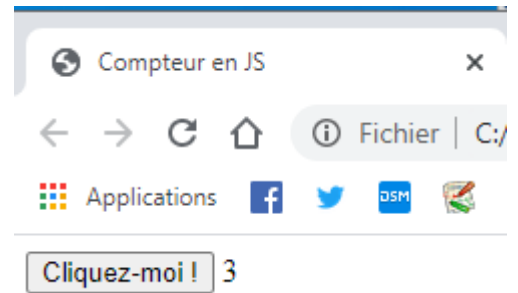 Compteur en JS
Fichier | C:/
Applications DSM
Cliquez-moi ! 3